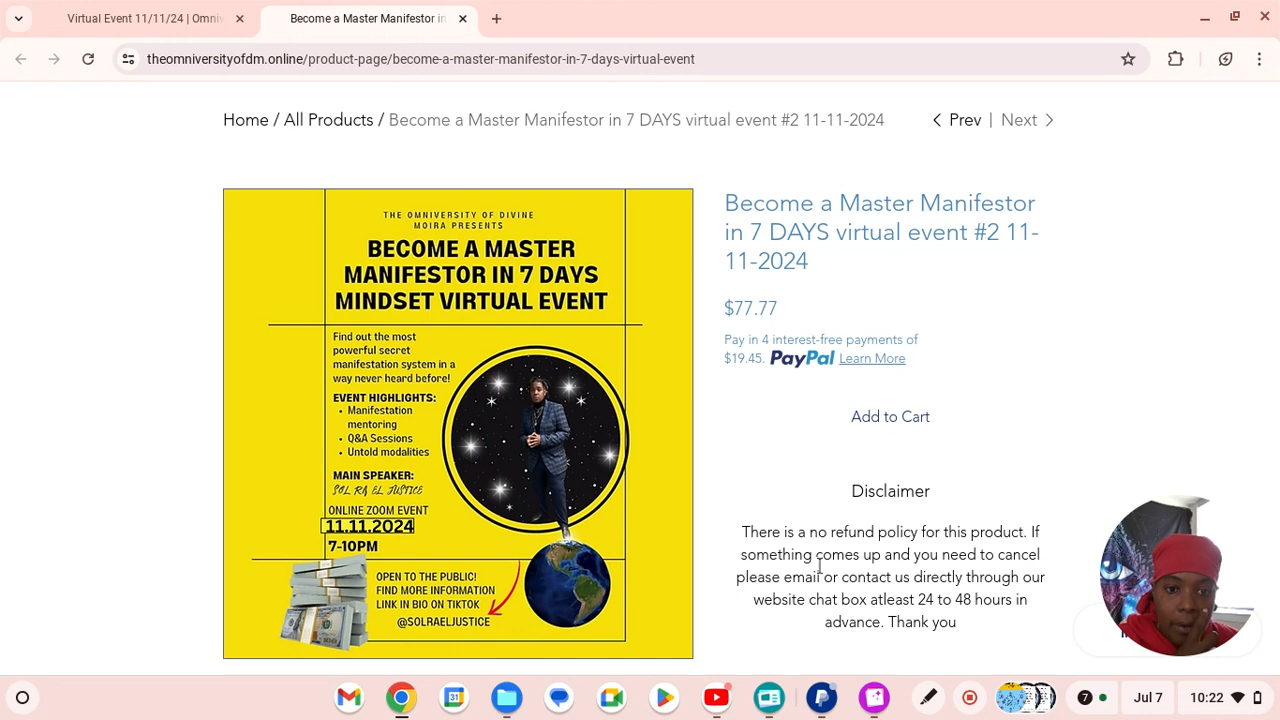 Virtual Event 11/11/24 | Omniv
Become a Master Manifestor in
theomniversityofdm.online/product-page/become-a-master-manifestor-in-7-days-virtual-event
Home / All Products / Become a Master Manifestor in 7 DAYS virtual event #2 11-11-2024
Prev | Next
THE OMNIVERSITY OF DIVINE
MOIRA PRESENTS
BECOME A MASTER
MANIFESTOR IN 7 DAYS
MINDSET VIRTUAL EVENT
Find out the most
powerful secret
manifestation system in a
way never heard before!
EVENT HIGHLIGHTS:
• Manifestation
mentoring
• Q&A Sessions
• Untold modalities
MAIN SPEAKER:
SOL RA EL JUSTICE
ONLINE ZOOM EVENT
11.11.2024
7-10PM
OPEN TO THE PUBLIC!
FIND MORE INFORMATION
LINK IN BIO ON TIKTOK
@SOLRAELJUSTICE
Become a Master Manifestor
in 7 DAYS virtual event #2 11-
11-2024
$77.77
Pay in 4 interest-free payments of
$19.45. PayPal Learn More
Add to Cart
Disclaimer
There is a no refund policy for this product. If
something comes up and you need to cancel
please email or contact us directly through our
website chat box atleast 24 to 48 hours in
advance. Thank you
31
7
Jul 7
10:22